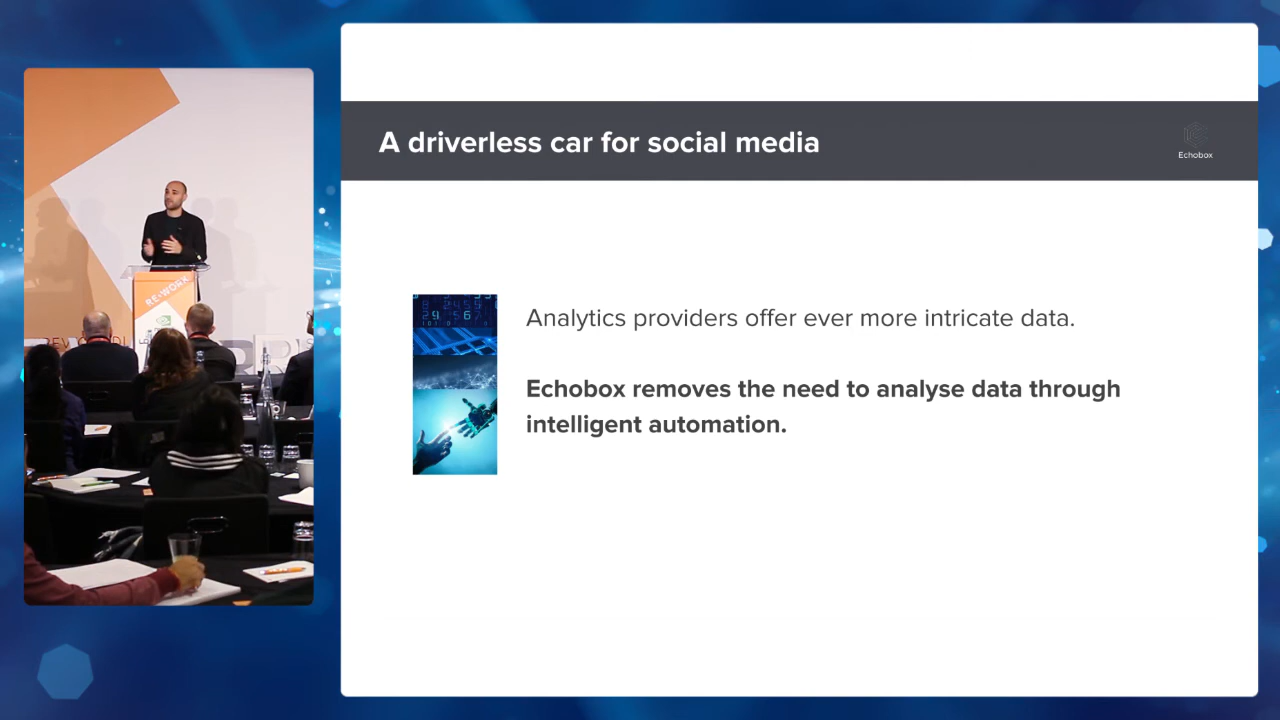 A driverless car for social media
Echobox
Analytics providers offer ever more intricate data.
Echobox removes the need to analyse data through
intelligent automation.
RE•WORK